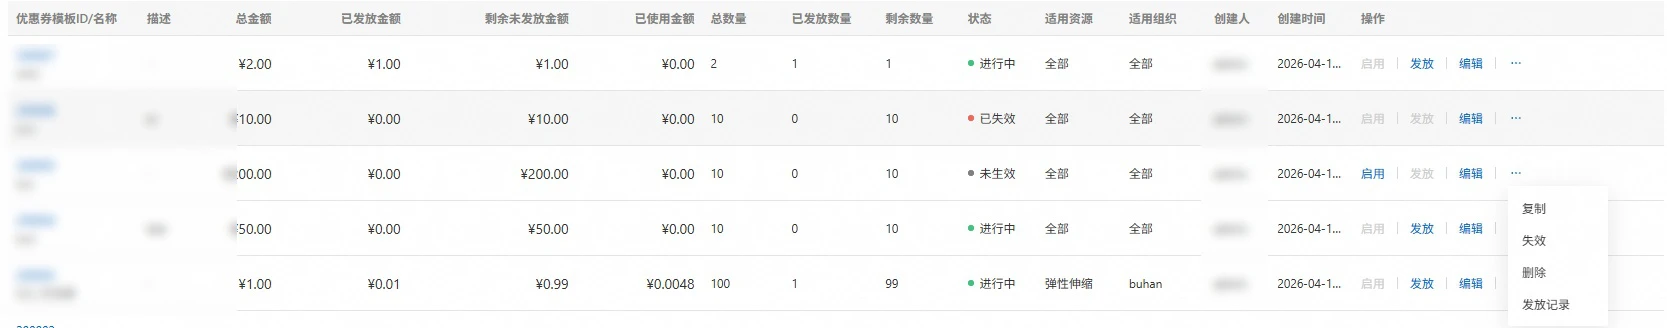 优惠券模板ID/名称 描述 总金额 已发放金额 剩余未发放金额 已使用金额 总数量 已发放数量 剩余数量 状态 适用资源 适用组织 创建人 创建时间 操作
¥2.00 ¥1.00 ¥1.00 ¥0.00 2 1 1 进行中 全部 全部 2026-04-1... 启用 发放 编辑 ...
¥10.00 ¥0.00 ¥10.00 ¥0.00 10 0 10 已失效 全部 全部 2026-04-1... 启用 发放 编辑 ...
00.00 ¥0.00 ¥200.00 ¥0.00 10 0 10 未生效 全部 全部 2026-04-1... 启用 发放 编辑 ...
复制
¥50.00 ¥0.00 ¥50.00 ¥0.00 10 0 10 进行中 全部 全部 2026-04-1... 启用 发放 编辑
失效
删除
¥1.00 ¥0.01 ¥0.99 ¥0.0048 100 1 99 进行中 弹性伸缩 buhan 2026-04-1... 启用 发放 编辑
发放记录